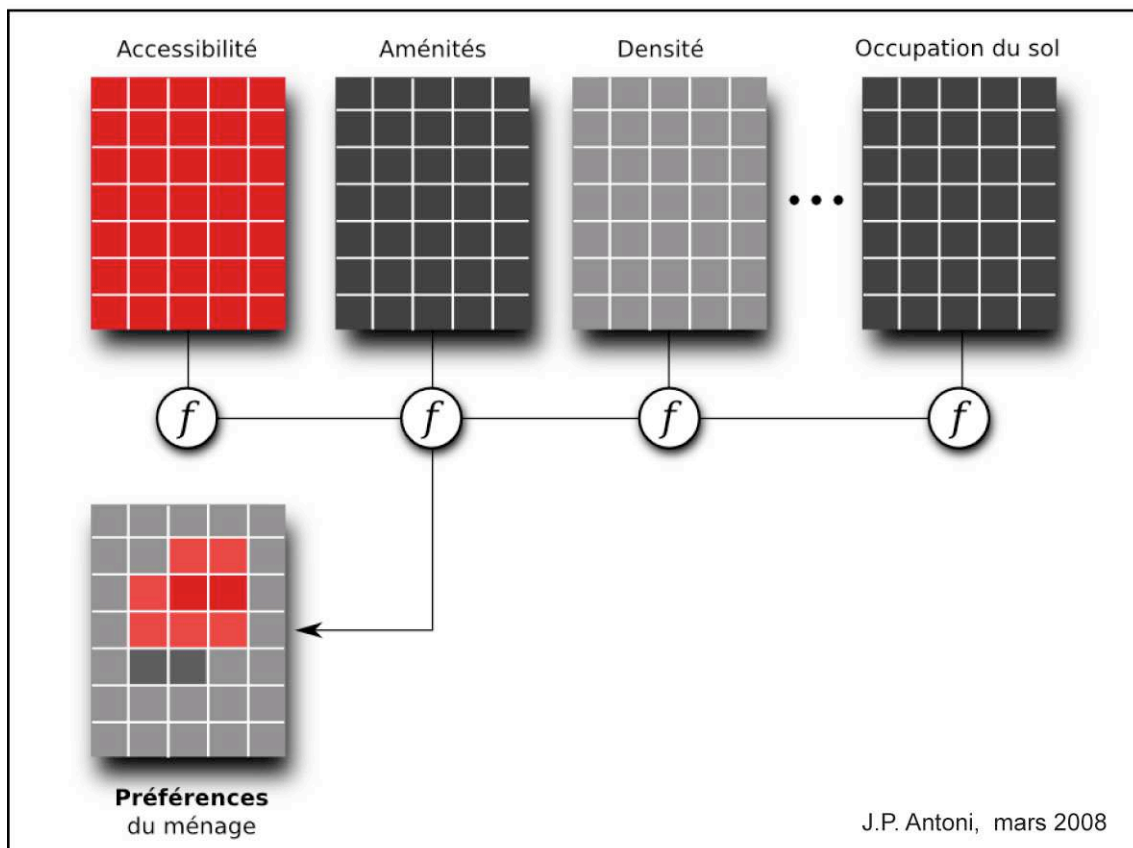 Accessibilité
Aménités
Densité
Occupation du sol
f
f
f
f
Préférences
du ménage
J.P. Antoni, mars 2008